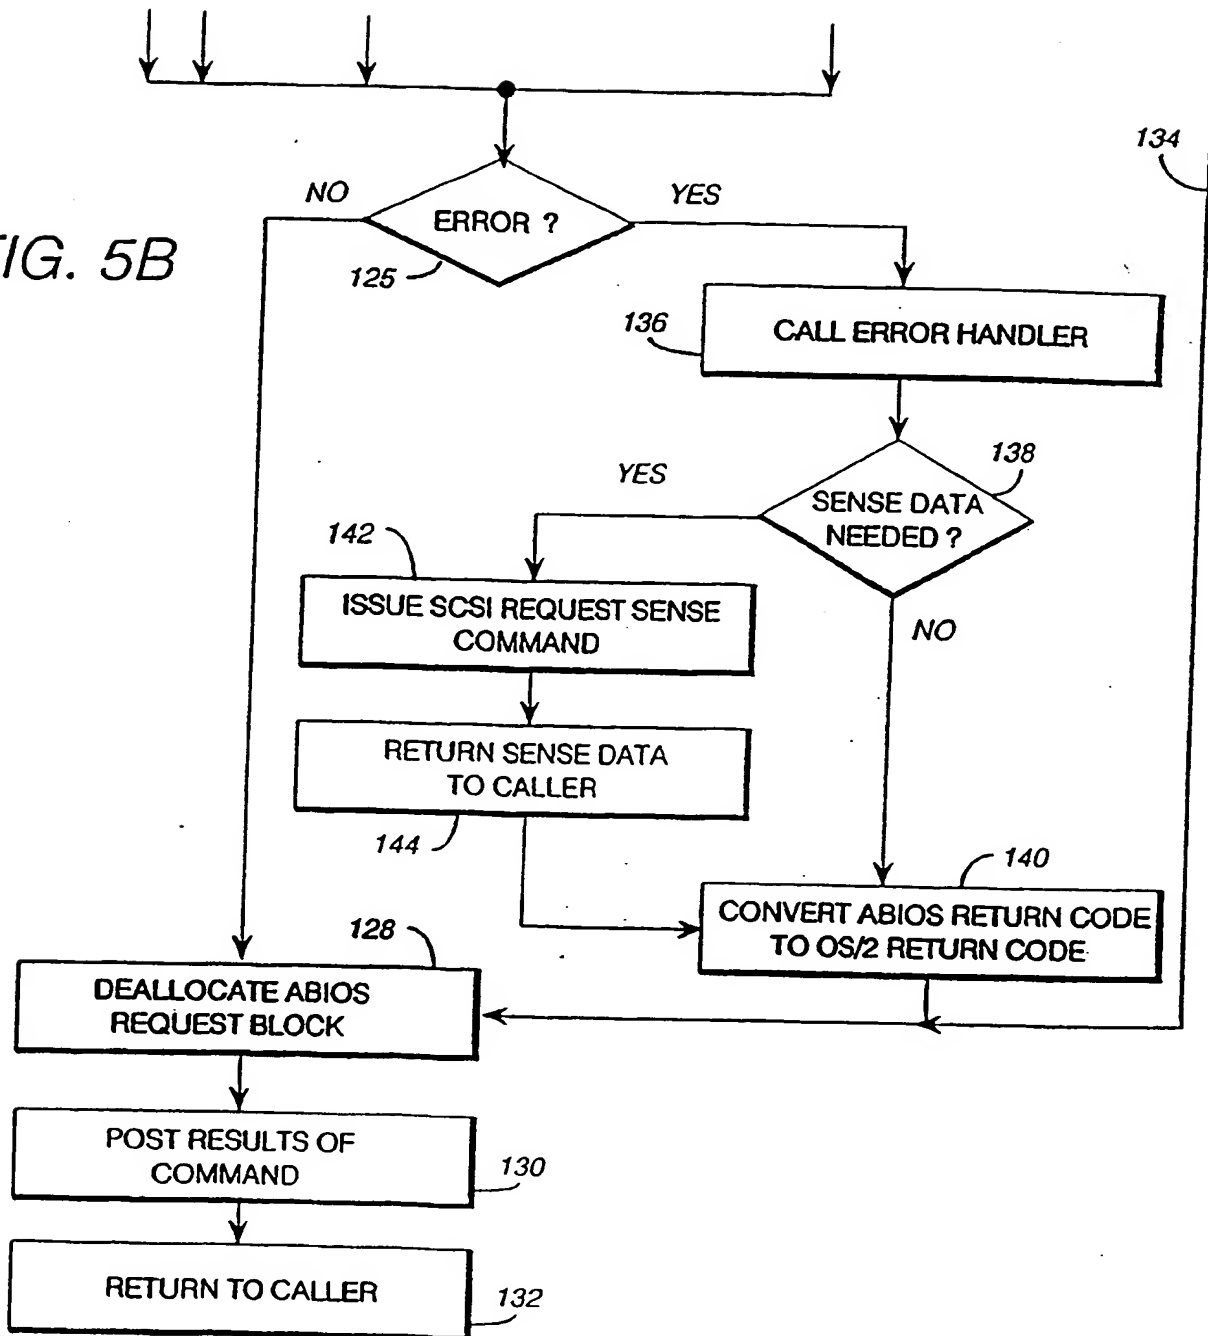 134
NO
YES
ERROR ?
IG. 5B
125
136
CALL ERROR HANDLER
138
YES
SENSE DATA
NEEDED ?
142
ISSUE SCSI REQUEST SENSE
COMMAND
NO
RETURN SENSE DATA
TO CALLER
144
140
CONVERT ABIOS RETURN CODE
TO OS/2 RETURN CODE
128
DEALLOCATE ABIOS
REQUEST BLOCK
POST RESULTS OF
COMMAND
130
RETURN TO CALLER
132